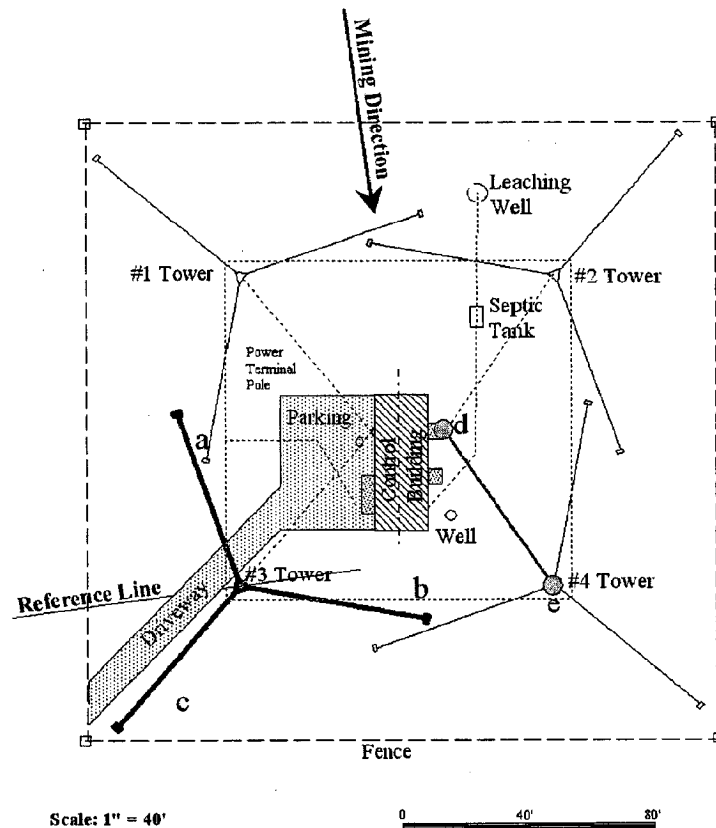 Mining Direction
Leaching
Well
#1 Tower
#2 Tower
Septic
Tank
Power
Terminal
Pole
Parking
a
d
Control
Building
Well
#3 Tower
b
#4 Tower
e
Reference Line
Driveway
c
Fence
Scale: 1" = 40'
0 40' 80'